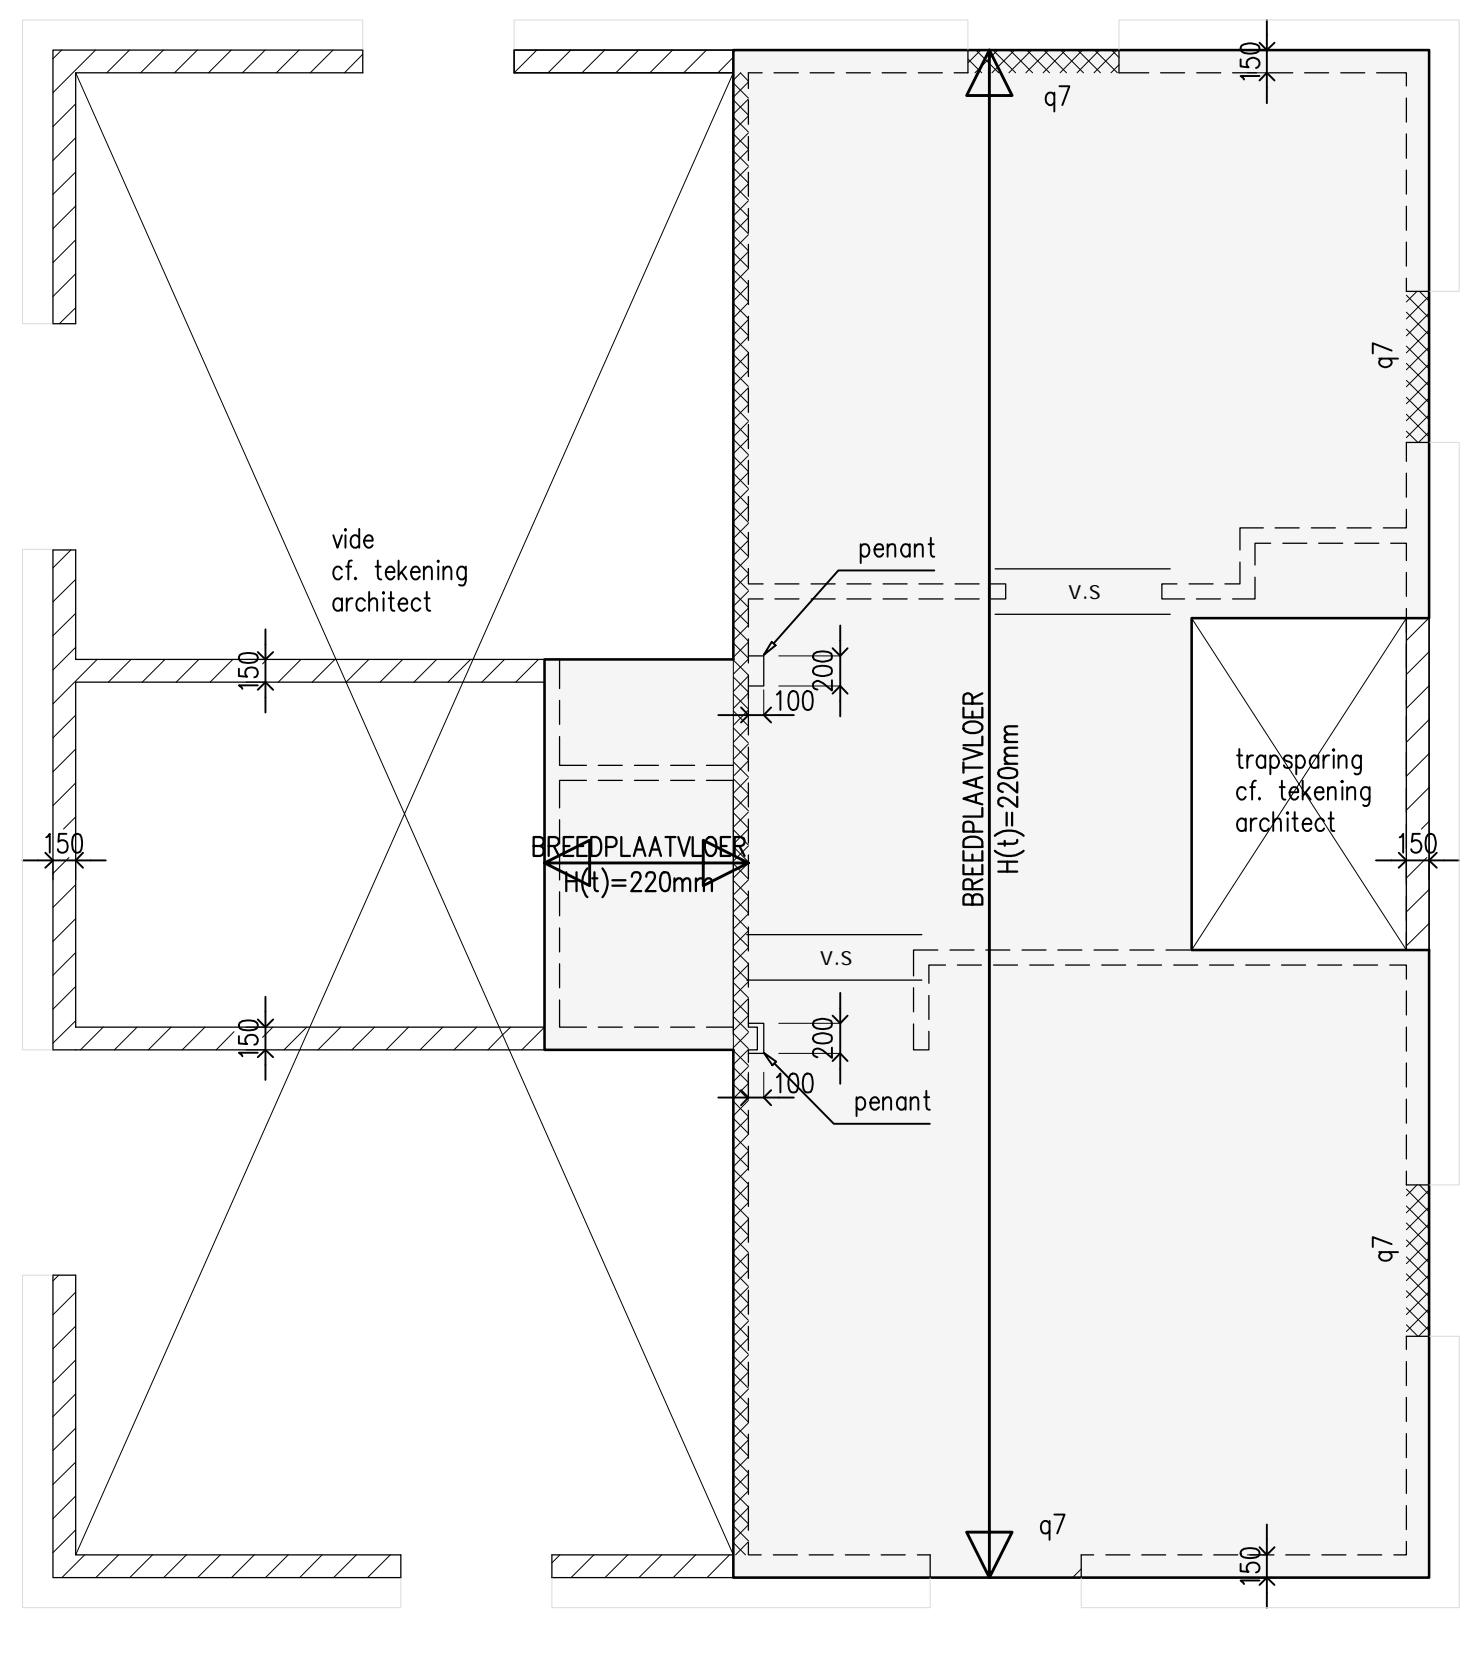 150
q7
q7
vide
cf. tekening
architect
penant
v.s
150
200
100
BREEDPLAATVLOER
H(t)=220mm
trapsparing
cf. tekening
architect
150
BREEDPLAATVLOER
H(t)=220mm
150
v.s
150
200
100
penant
q7
q7
150